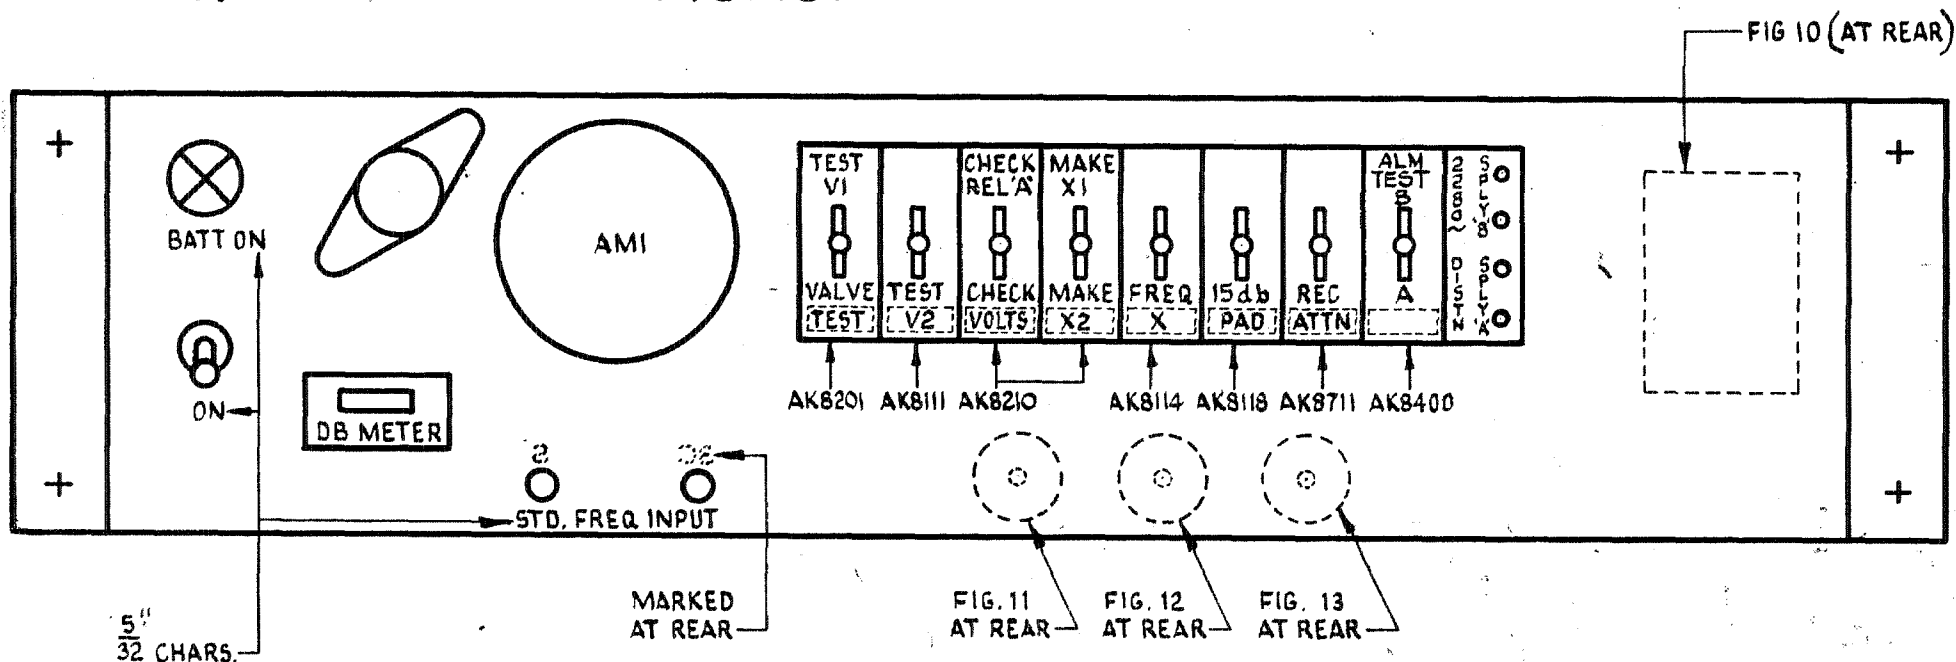 FIG 10 (AT REAR)
BATT ON
ON
AM1
DB METER
STD. FREQ INPUT
TEST
V1
VALVE
TEST
TEST
V2
CHECK
REL 'A'
CHECK
VOLTS
MAKE
X1
MAKE
X2
FREQ
X
15db
PAD
REC
ATTN
ALM
TEST
B
A
DISTN
SPLY 'B'
SPLY 'A'
AK8201
AK8111
AK8210
AK8114
AK8118
AK8711
AK8400
MARKED
AT REAR
FIG. 11
AT REAR
FIG. 12
AT REAR
FIG. 13
AT REAR
5/32" CHARS.